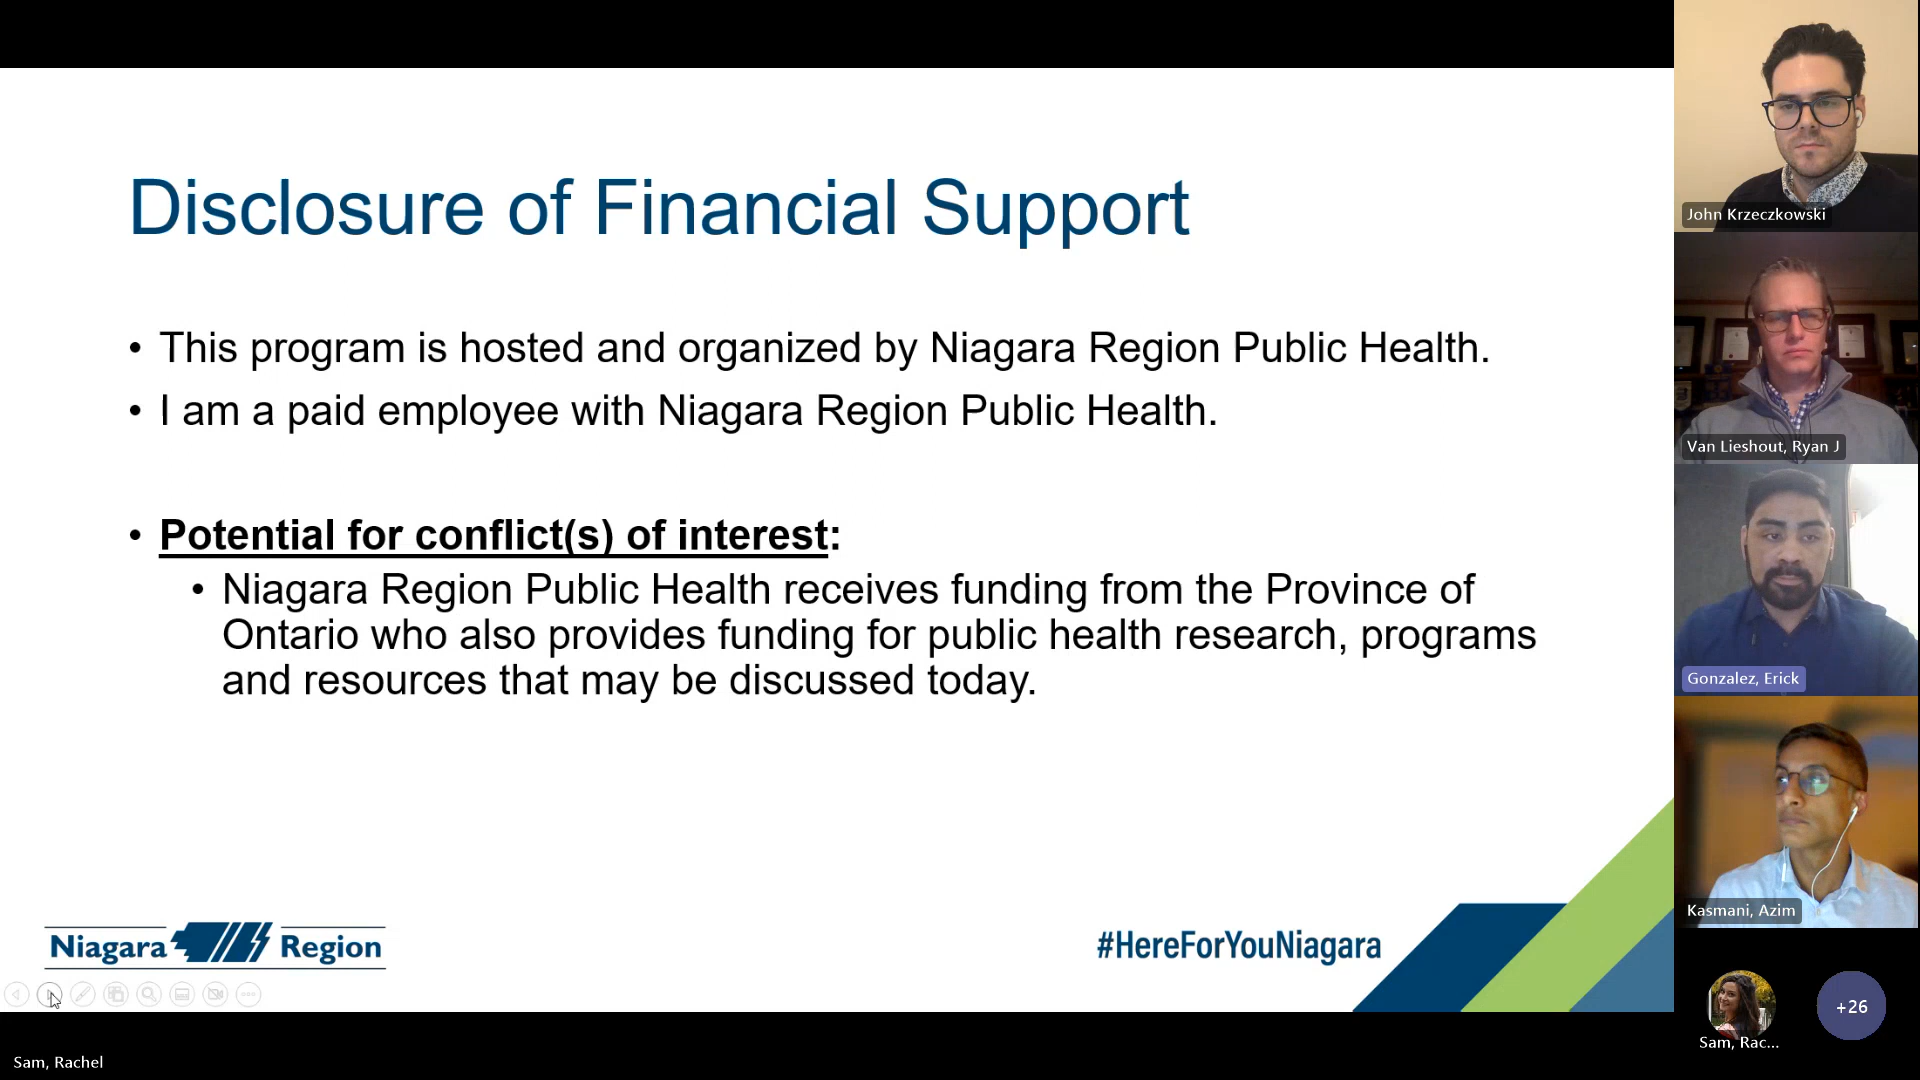 Disclosure of Financial Support
• This program is hosted and organized by Niagara Region Public Health.
• I am a paid employee with Niagara Region Public Health.
• Potential for conflict(s) of interest:
• Niagara Region Public Health receives funding from the Province of
Ontario who also provides funding for public health research, programs
and resources that may be discussed today.
Niagara Region
#HereForYouNiagara
Sam, Rachel
John Krzeczkowski
Van Lieshout, Ryan J
Gonzalez, Erick
Kasmani, Azim
Sam, Rac...
+26